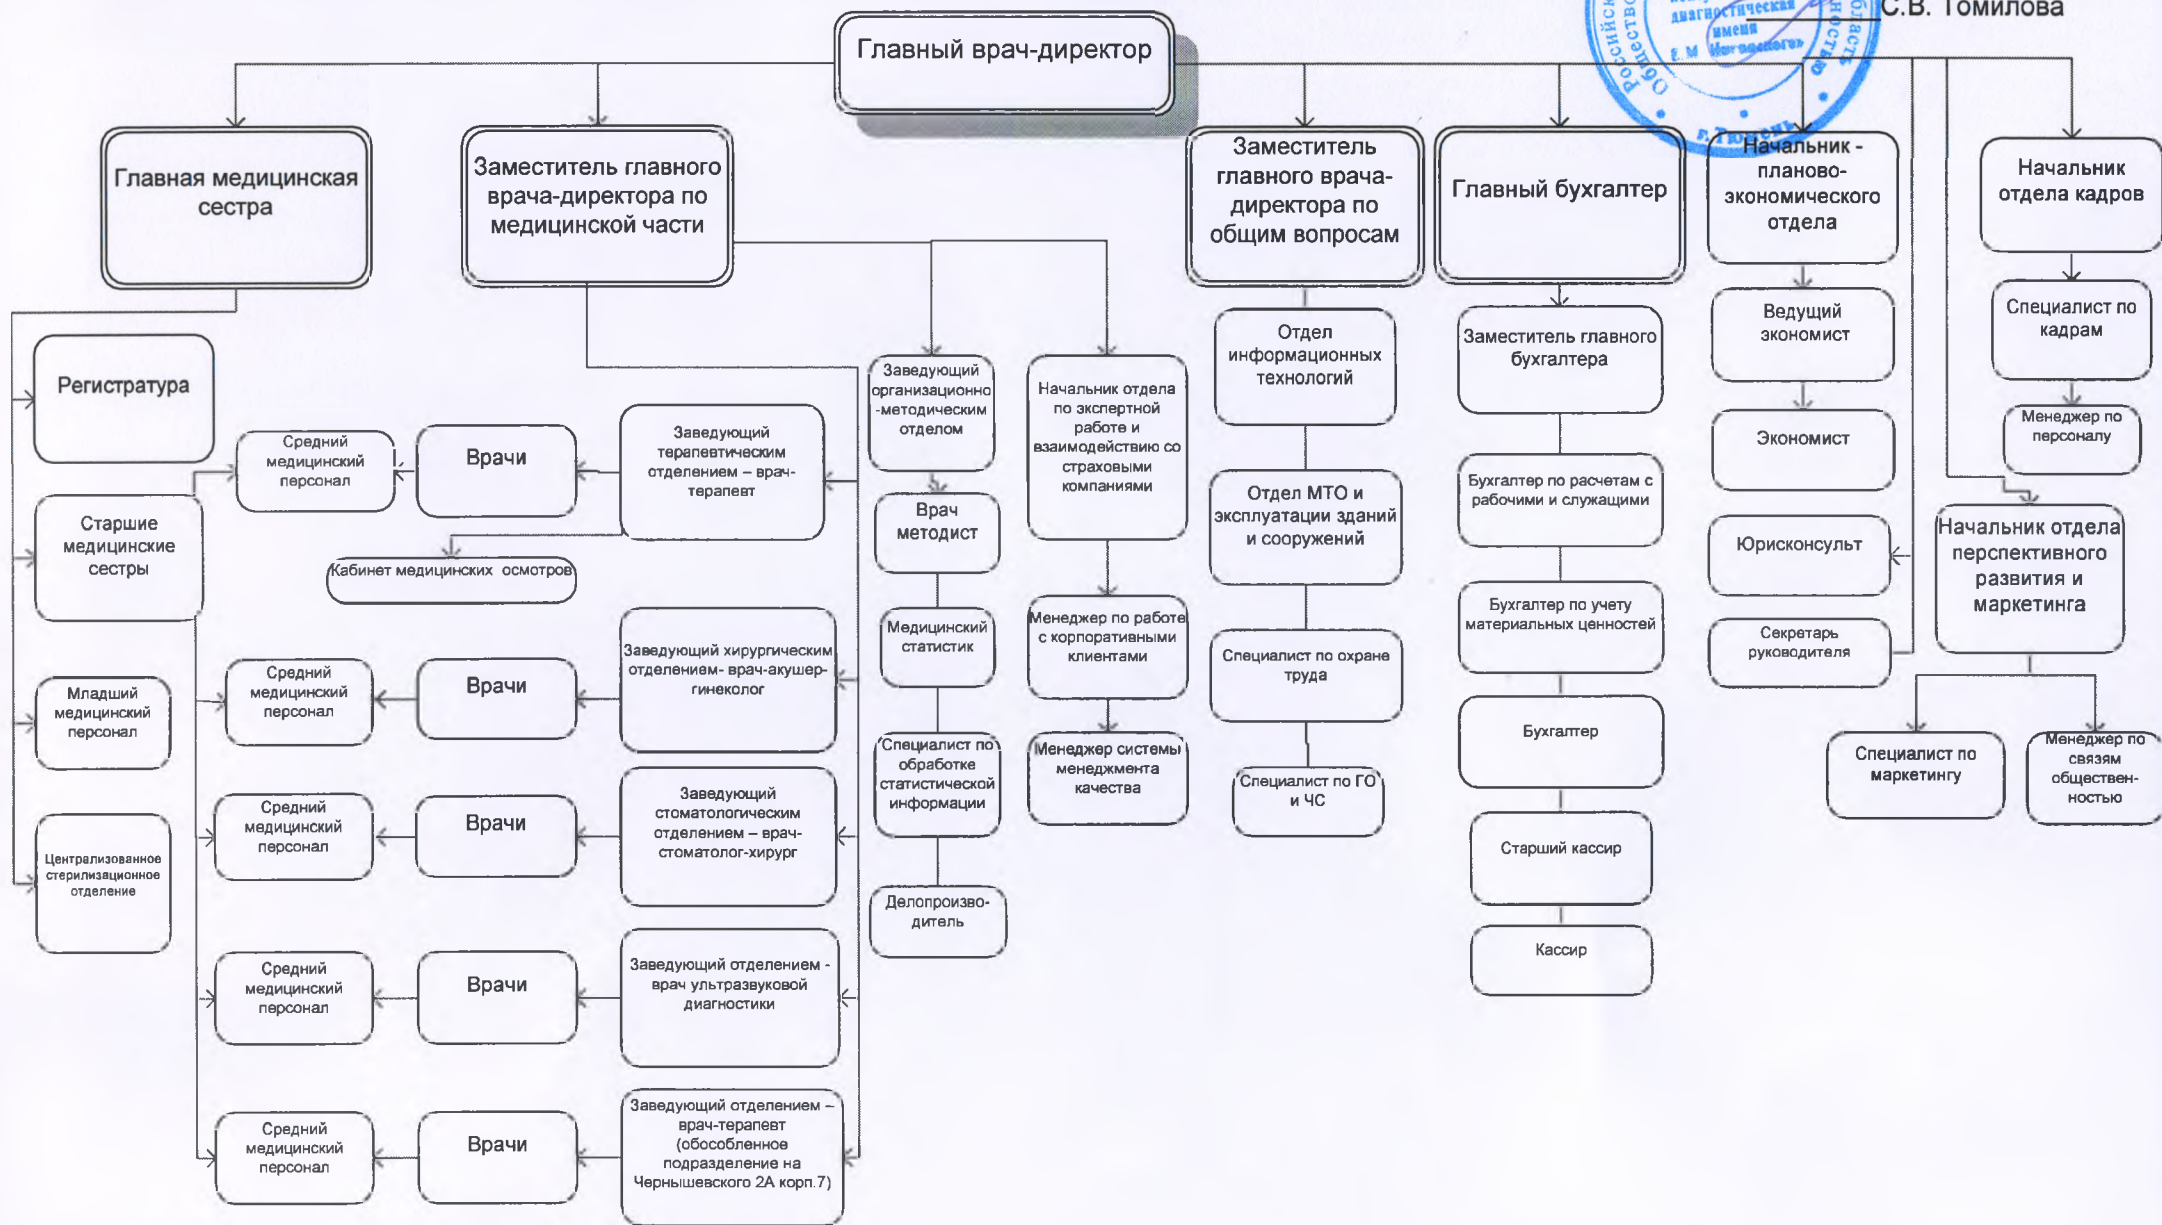 С.В. Томилова
диагностическая
имени
г. Тюмень
Главный врач-директор
Главная медицинская
сестра
Заместитель главного
врача-директора по
медицинской части
Заместитель
главного врача-
директора по
общим вопросам
Главный бухгалтер
Начальник -
планово-
экономического
отдела
Начальник
отдела кадров
Регистратура
Старшие
медицинские
сестры
Младший
медицинский
персонал
Централизованное
стерилизационное
отделение
Средний
медицинский
персонал
Врачи
Заведующий
терапевтическим
отделением – врач-
терапевт
Кабинет медицинских осмотров
Средний
медицинский
персонал
Врачи
Заведующий хирургическим
отделением- врач-акушер-
гинеколог
Средний
медицинский
персонал
Врачи
Заведующий
стоматологическим
отделением – врач-
стоматолог-хирург
Средний
медицинский
персонал
Врачи
Заведующий отделением -
врач ультразвуковой
диагностики
Средний
медицинский
персонал
Врачи
Заведующий отделением –
врач-терапевт
(обособленное
подразделение на
Чернышевского 2А корп.7)
Заведующий
организационно
-методическим
отделом
Врач
методист
Медицинский
статистик
Специалист по
обработке
статистической
информации
Делопроизво-
дитель
Начальник отдела
по экспертной
работе и
взаимодействию со
страховыми
компаниями
Менеджер по работе
с корпоративными
клиентами
Менеджер системы
менеджмента
качества
Отдел
информационных
технологий
Отдел МТО и
эксплуатации зданий
и сооружений
Специалист по охране
труда
Специалист по ГО
и ЧС
Заместитель главного
бухгалтера
Бухгалтер по расчетам с
рабочими и служащими
Бухгалтер по учету
материальных ценностей
Бухгалтер
Старший кассир
Кассир
Ведущий
экономист
Экономист
Юрисконсульт
Секретарь
руководителя
Специалист по
кадрам
Менеджер по
персоналу
Начальник отдела
перспективного
развития и
маркетинга
Специалист по
маркетингу
Менеджер по
связям
обществен-
ностью